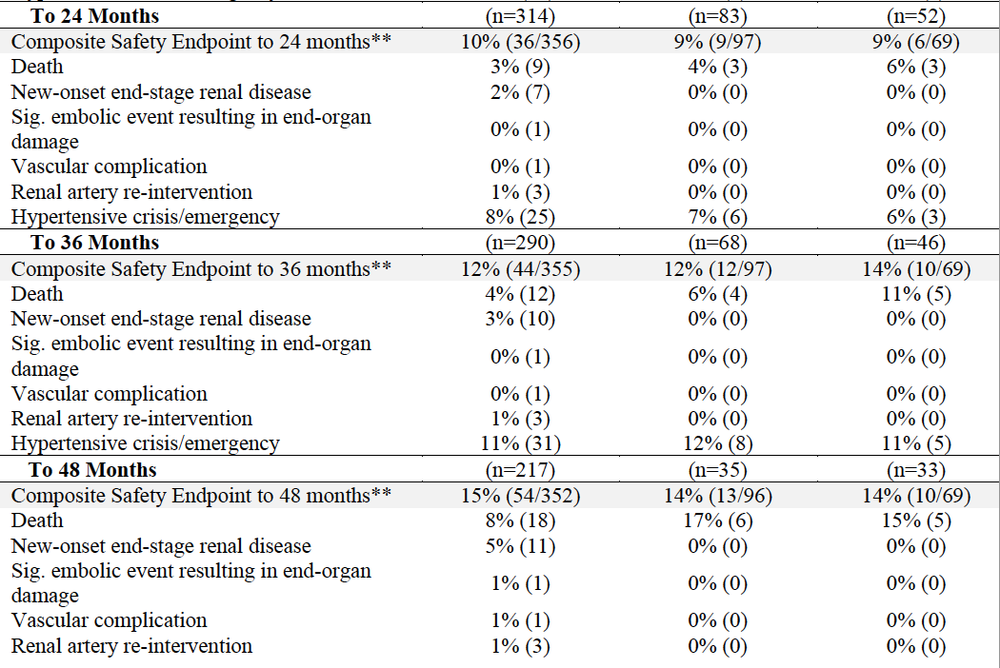 To 24 Months (n=314) (n=83) (n=52)
Composite Safety Endpoint to 24 months** 10% (36/356) 9% (9/97) 9% (6/69)
Death 3% (9) 4% (3) 6% (3)
New-onset end-stage renal disease 2% (7) 0% (0) 0% (0)
Sig. embolic event resulting in end-organ
damage 0% (1) 0% (0) 0% (0)
Vascular complication 0% (1) 0% (0) 0% (0)
Renal artery re-intervention 1% (3) 0% (0) 0% (0)
Hypertensive crisis/emergency 8% (25) 7% (6) 6% (3)
To 36 Months (n=290) (n=68) (n=46)
Composite Safety Endpoint to 36 months** 12% (44/355) 12% (12/97) 14% (10/69)
Death 4% (12) 6% (4) 11% (5)
New-onset end-stage renal disease 3% (10) 0% (0) 0% (0)
Sig. embolic event resulting in end-organ
damage 0% (1) 0% (0) 0% (0)
Vascular complication 0% (1) 0% (0) 0% (0)
Renal artery re-intervention 1% (3) 0% (0) 0% (0)
Hypertensive crisis/emergency 11% (31) 12% (8) 11% (5)
To 48 Months (n=217) (n=35) (n=33)
Composite Safety Endpoint to 48 months** 15% (54/352) 14% (13/96) 14% (10/69)
Death 8% (18) 17% (6) 15% (5)
New-onset end-stage renal disease 5% (11) 0% (0) 0% (0)
Sig. embolic event resulting in end-organ
damage 1% (1) 0% (0) 0% (0)
Vascular complication 1% (1) 0% (0) 0% (0)
Renal artery re-intervention 1% (3) 0% (0) 0% (0)